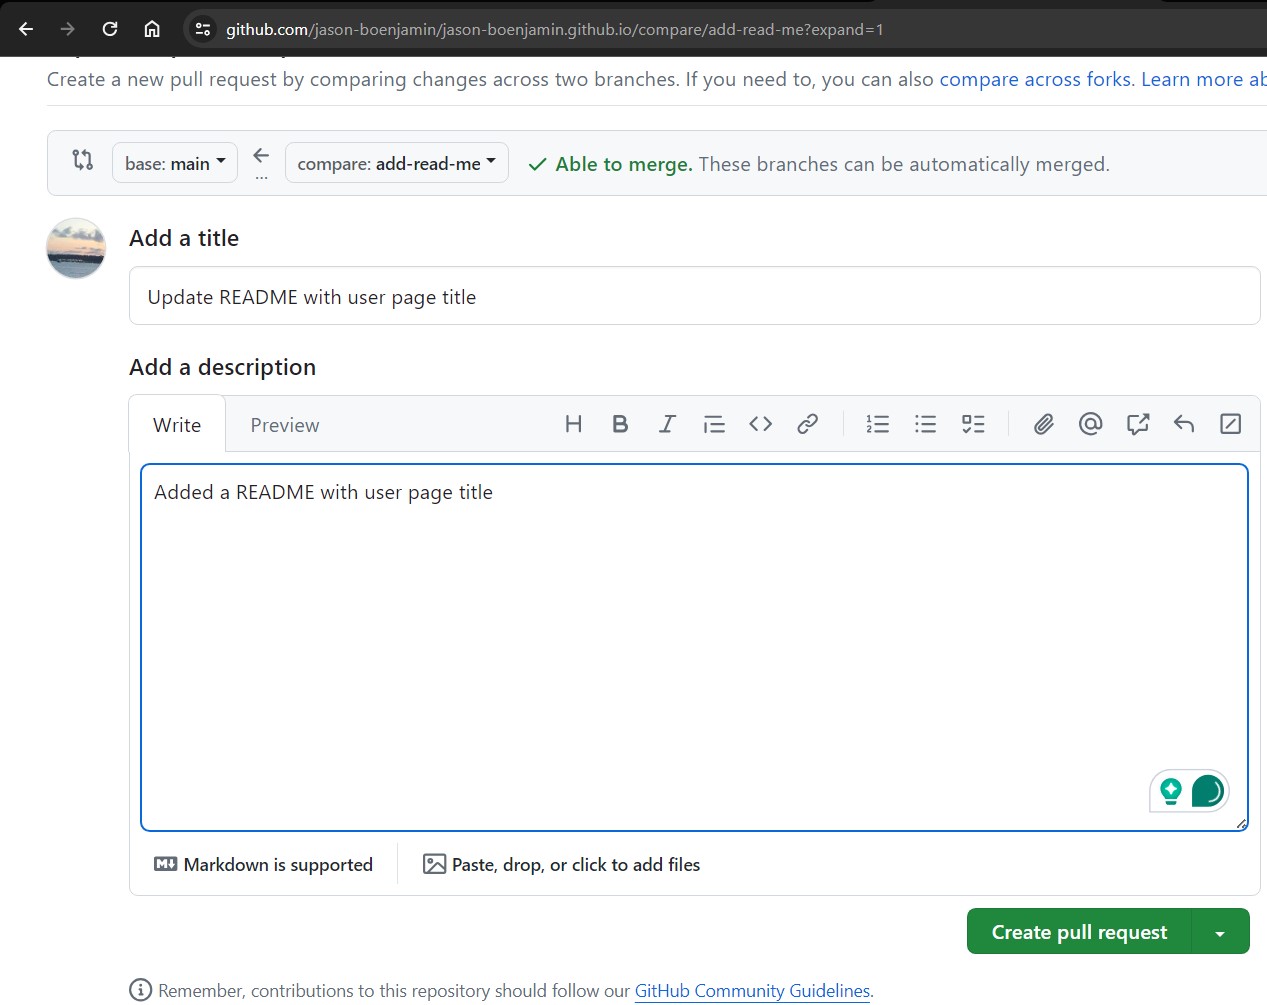 github.com/jason-boenjamin/jason-boenjamin.github.io/compare/add-read-me?expand=1
Create a new pull request by comparing changes across two branches. If you need to, you can also compare across forks. Learn more ab
base: main
compare: add-read-me
Able to merge. These branches can be automatically merged.
Add a title
Update README with user page title
Add a description
Write
Preview
Added a README with user page title
Markdown is supported
Paste, drop, or click to add files
Create pull request
Remember, contributions to this repository should follow our GitHub Community Guidelines.